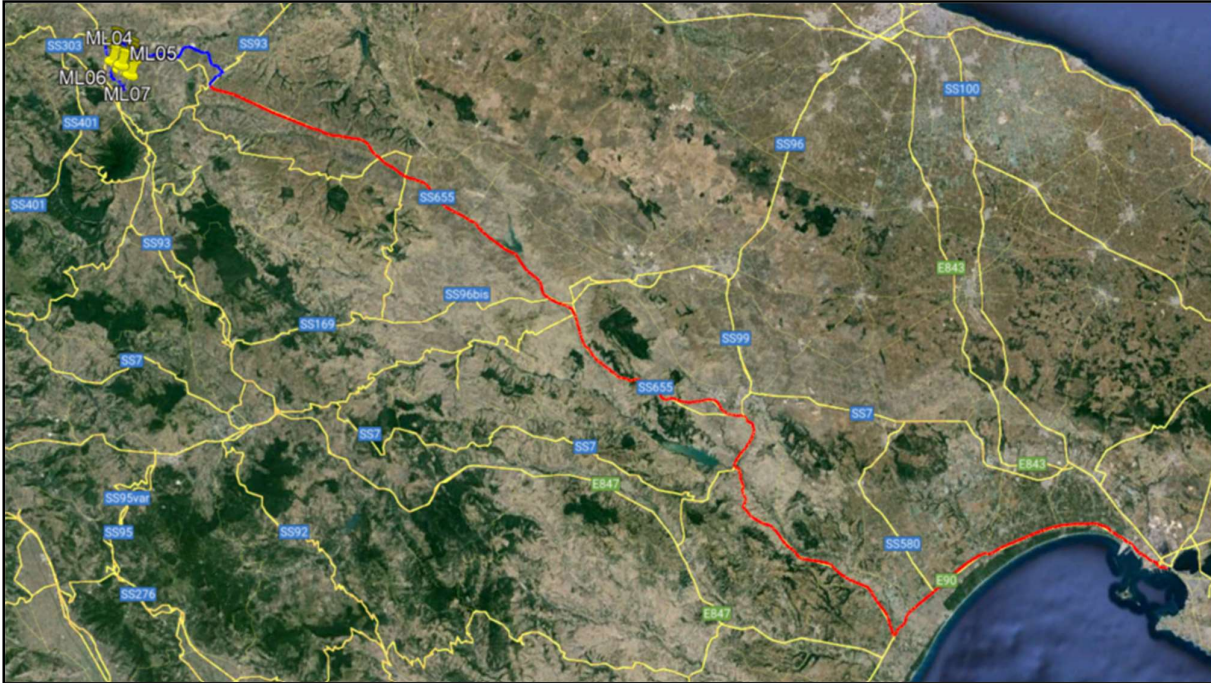 ML04
SS303
ML05
SS93
ML06
ML07
SS100
SS401
SS96
SS655
SS401
SS93
E843
SS96bis
SS169
SS99
SS7
SS655
SS7
SS7
SS7
E843
E847
SS95var
SS95
SS92
SS580
E90
SS276
E847